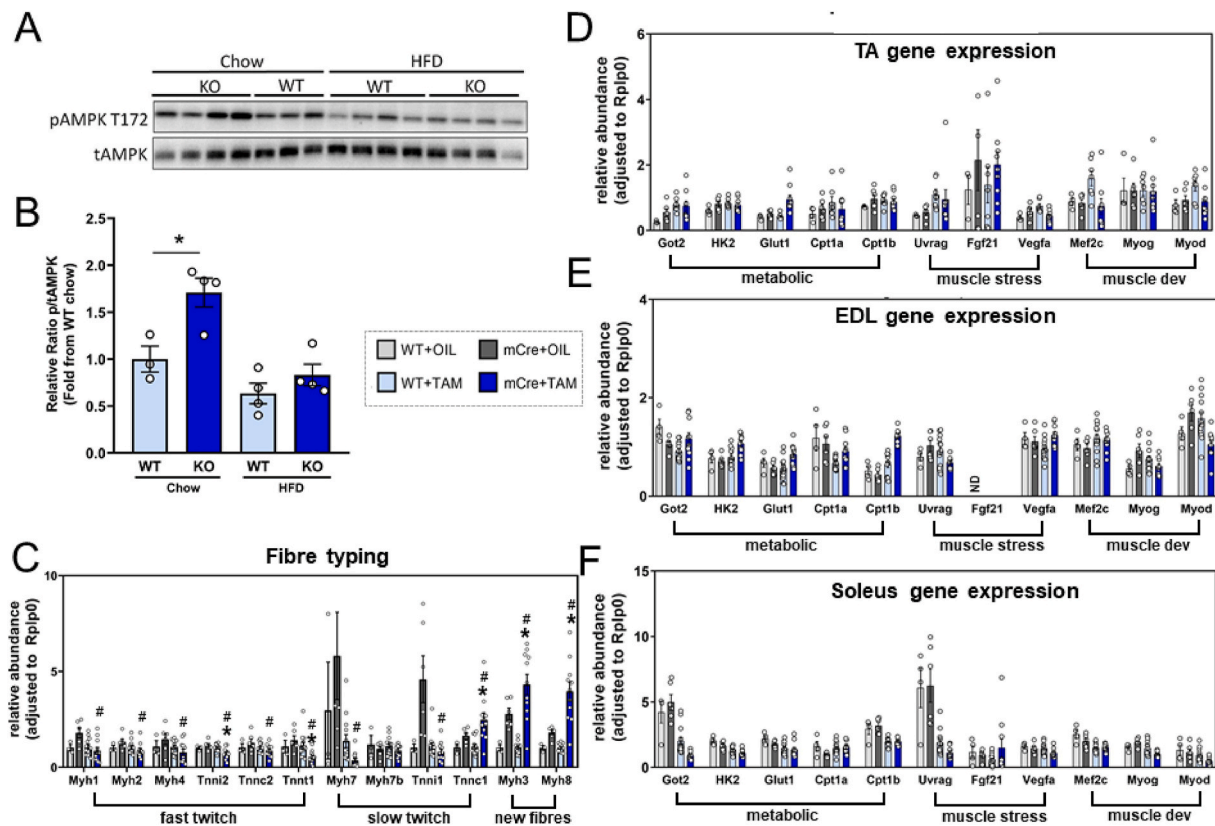 A
Chow HFD
KO WT WT KO
pAMPK T172
tAMPK
B
Relative Ratio p/tAMPK
(Fold from WT chow)
2.5
2.0
1.5
1.0
0.5
0.0
*
WT KO WT KO
Chow HFD
WT+OIL mCre+OIL
WT+TAM mCre+TAM
C
Fibre typing
relative abundance
(adjusted to Rplp0)
10
5
0
# # # # * # # * # # # * # * # *
Myh1 Myh2 Myh4 Tnni2 Tnnc2 Tnnt1 Myh7 Myh7b Tnni1 Tnnc1 Myh3 Myh8
fast twitch slow twitch new fibres
D
TA gene expression
relative abundance
(adjusted to Rplp0)
6
4
2
0
Got2 HK2 Glut1 Cpt1a Cpt1b Uvrag Fgf21 Vegfa Mef2c Myog Myod
metabolic muscle stress muscle dev
E
EDL gene expression
relative abundance
(adjusted to Rplp0)
4
2
0
ND
Got2 HK2 Glut1 Cpt1a Cpt1b Uvrag Fgf21 Vegfa Mef2c Myog Myod
metabolic muscle stress muscle dev
F
Soleus gene expression
relative abundance
(adjusted to Rplp0)
15
10
5
0
Got2 HK2 Glut1 Cpt1a Cpt1b Uvrag Fgf21 Vegfa Mef2c Myog Myod
metabolic muscle stress muscle dev